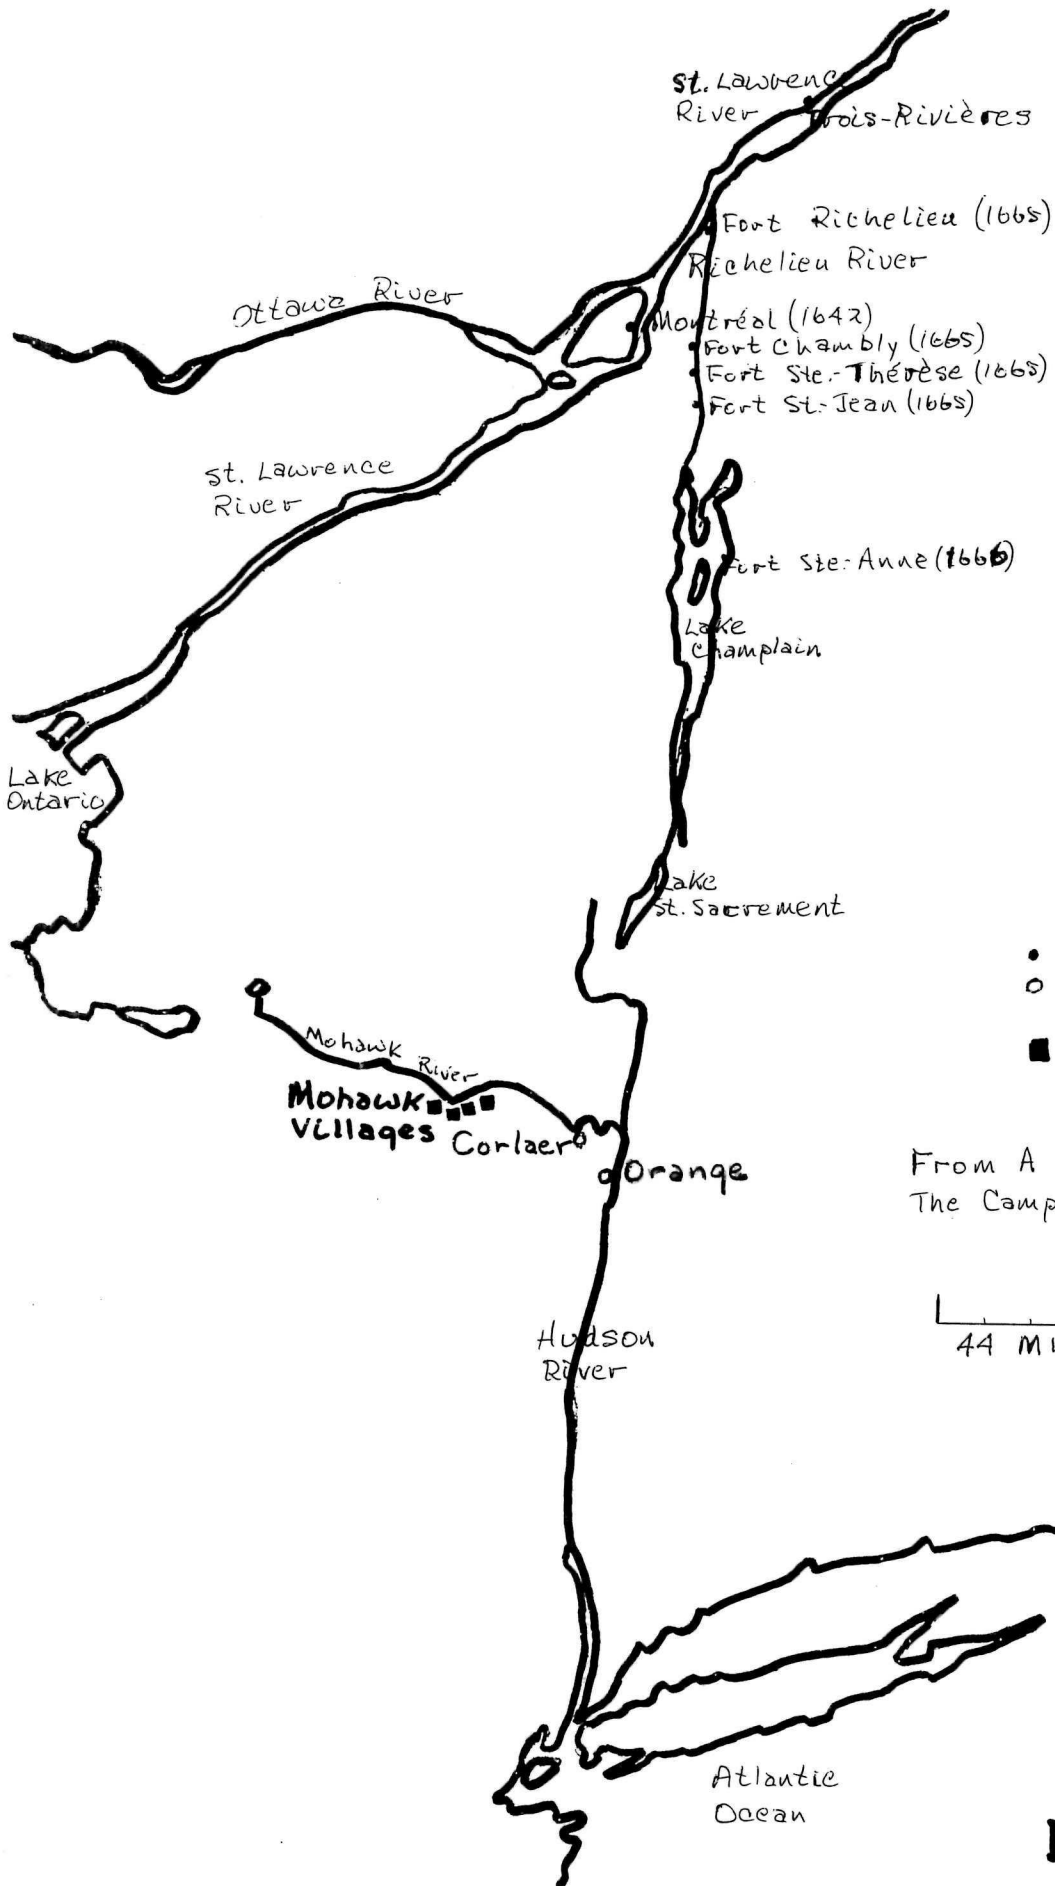 St. Lawrence
River
Trois-Rivières
Fort Richelieu (1665)
Richelieu River
Ottawa River
Montréal (1642)
Fort Chambly (1665)
Fort Ste.-Thérèse (1665)
Fort St.-Jean (1665)
St. Lawrence
River
Fort Ste.-Anne (1666)
Lake
Champlain
Lake
Ontario
Lake
St. Sacrement
Mohawk River
Mohawk
Villages
Corlaer
Orange
From A
The Camp
44 M
Hudson
River
Atlantic
Ocean